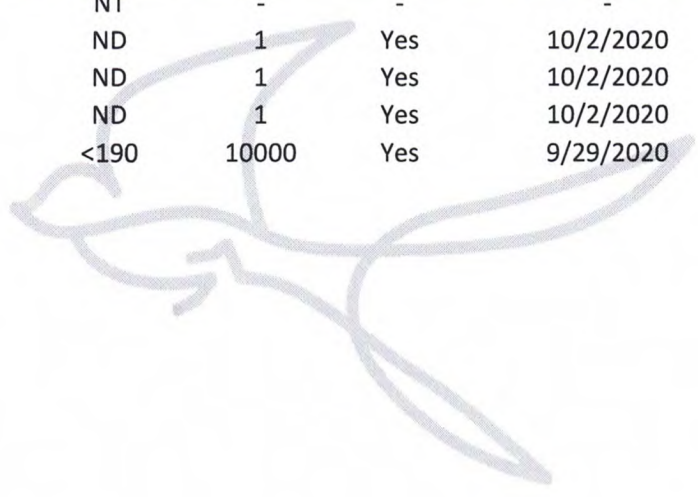 NT - - -
ND 1 Yes 10/2/2020
ND 1 Yes 10/2/2020
ND 1 Yes 10/2/2020
<190 10000 Yes 9/29/2020